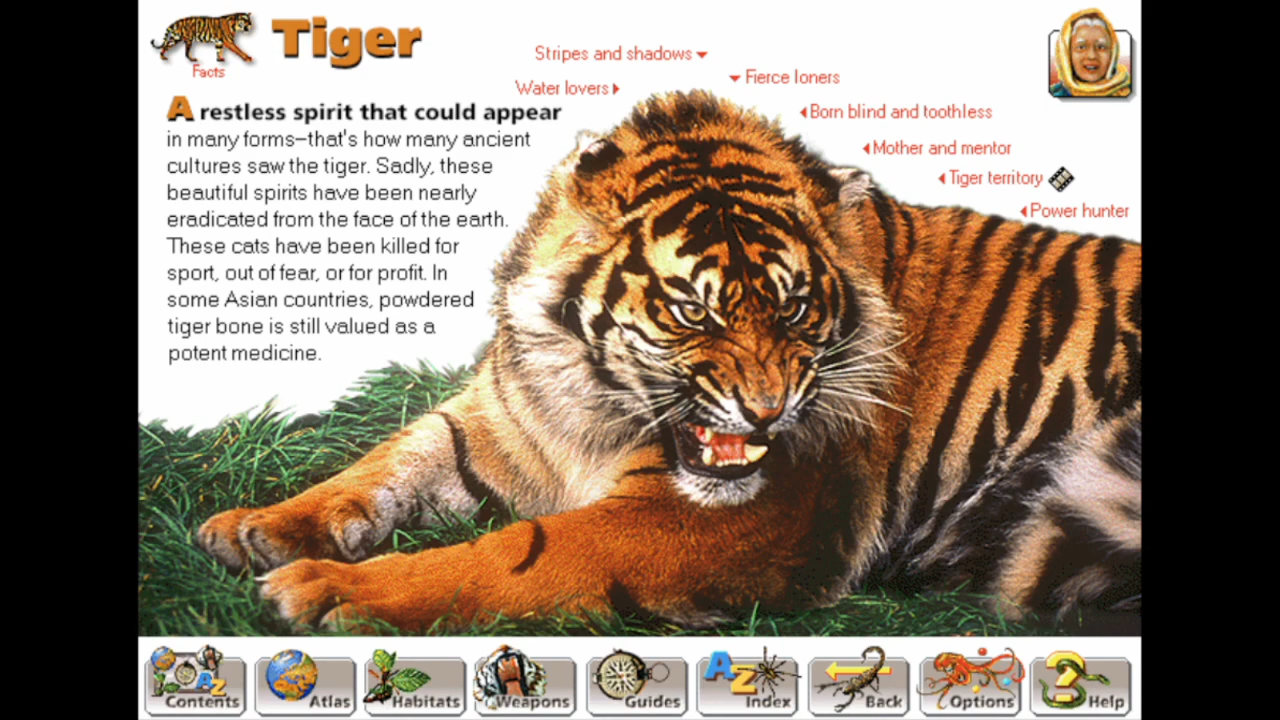 Tiger
Facts
Stripes and shadows
Fierce loners
Water lovers
Born blind and toothless
Mother and mentor
Tiger territory
Power hunter
A restless spirit that could appear
in many forms–that's how many ancient
cultures saw the tiger. Sadly, these
beautiful spirits have been nearly
eradicated from the face of the earth.
These cats have been killed for
sport, out of fear, or for profit. In
some Asian countries, powdered
tiger bone is still valued as a
potent medicine.
AZ
Contents
Atlas
Habitats
Weapons
Guides
AZ
Index
Back
Options
?
Help